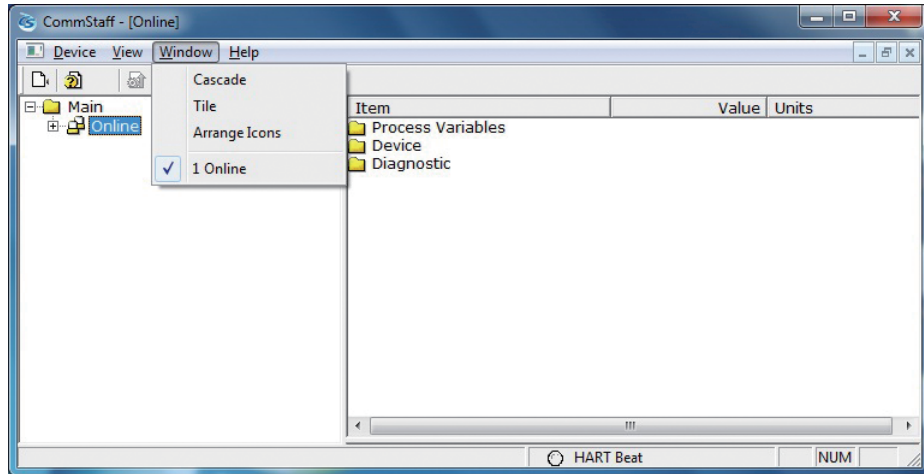 CommStaff - [Online]
Device View Window Help
Cascade
Tile
Arrange Icons
1 Online
Main
Online
Item Value Units
Process Variables
Device
Diagnostic
HART Beat NUM